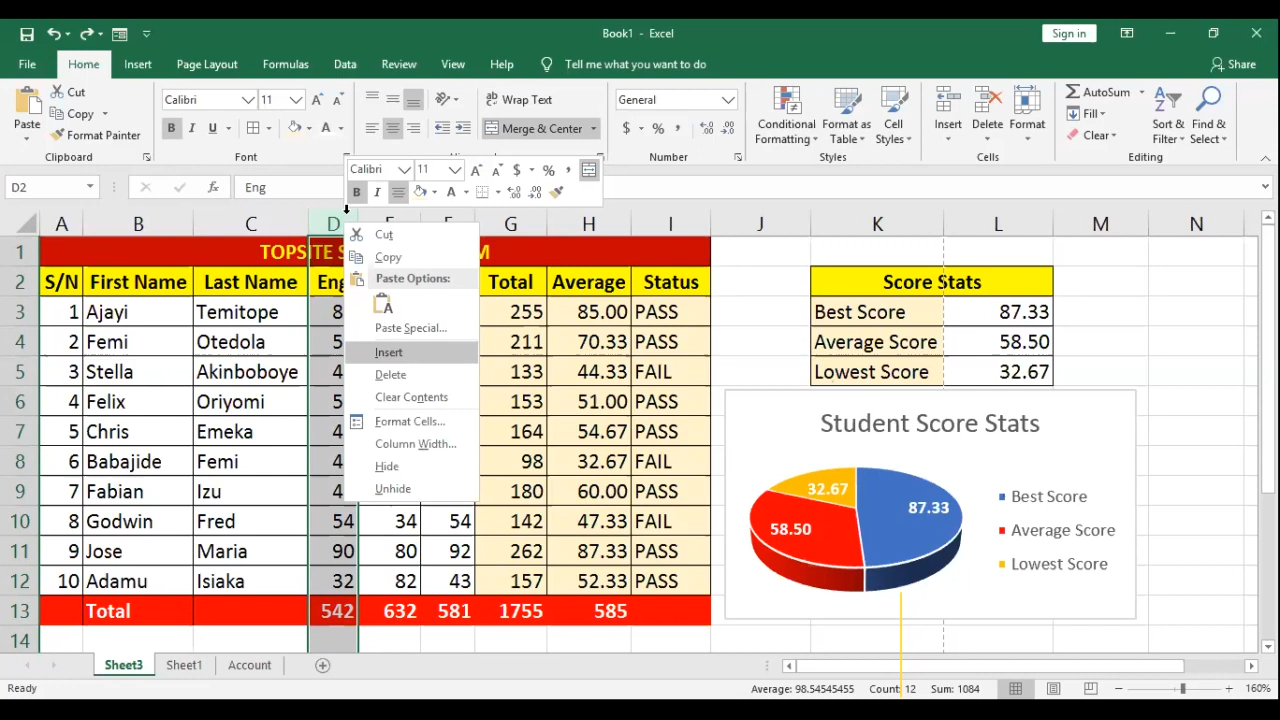 Book1 - Excel Sign in
File Home Insert Page Layout Formulas Data Review View Help Tell me what you want to do Share
Cut Calibri 11 Wrap Text General AutoSum
Copy Fill
Paste Format Painter B I U Merge & Center $ % , Conditional Formatting Format as Table Cell Styles Insert Delete Format Clear Sort & Filter Find & Select
Clipboard Font Number Styles Cells Editing
Calibri 11 A A $ % ,
D2 fx Eng B I A
A B C D E F G H I J K L M N
1 TOPSITE S M
2 S/N First Name Last Name Eng Total Average Status Score Stats
3 1 Ajayi Temitope 8 255 85.00 PASS Best Score 87.33
4 2 Femi Otedola 5 211 70.33 PASS Average Score 58.50
5 3 Stella Akinboboye 4 133 44.33 FAIL Lowest Score 32.67
6 4 Felix Oriyomi 5 153 51.00 PASS
7 5 Chris Emeka 4 164 54.67 PASS
8 6 Babajide Femi 4 98 32.67 FAIL
9 7 Fabian Izu 4 180 60.00 PASS
10 8 Godwin Fred 54 34 54 142 47.33 FAIL
11 9 Jose Maria 90 80 92 262 87.33 PASS
12 10 Adamu Isiaka 32 82 43 157 52.33 PASS
13 Total 542 632 581 1755 585
14
Cut
Copy
Paste Options:
Paste Special...
Insert
Delete
Clear Contents
Format Cells...
Column Width...
Hide
Unhide
Student Score Stats
32.67
87.33
58.50
Best Score
Average Score
Lowest Score
Sheet3 Sheet1 Account
Ready Average: 98.54545455 Count: 12 Sum: 1084 160%